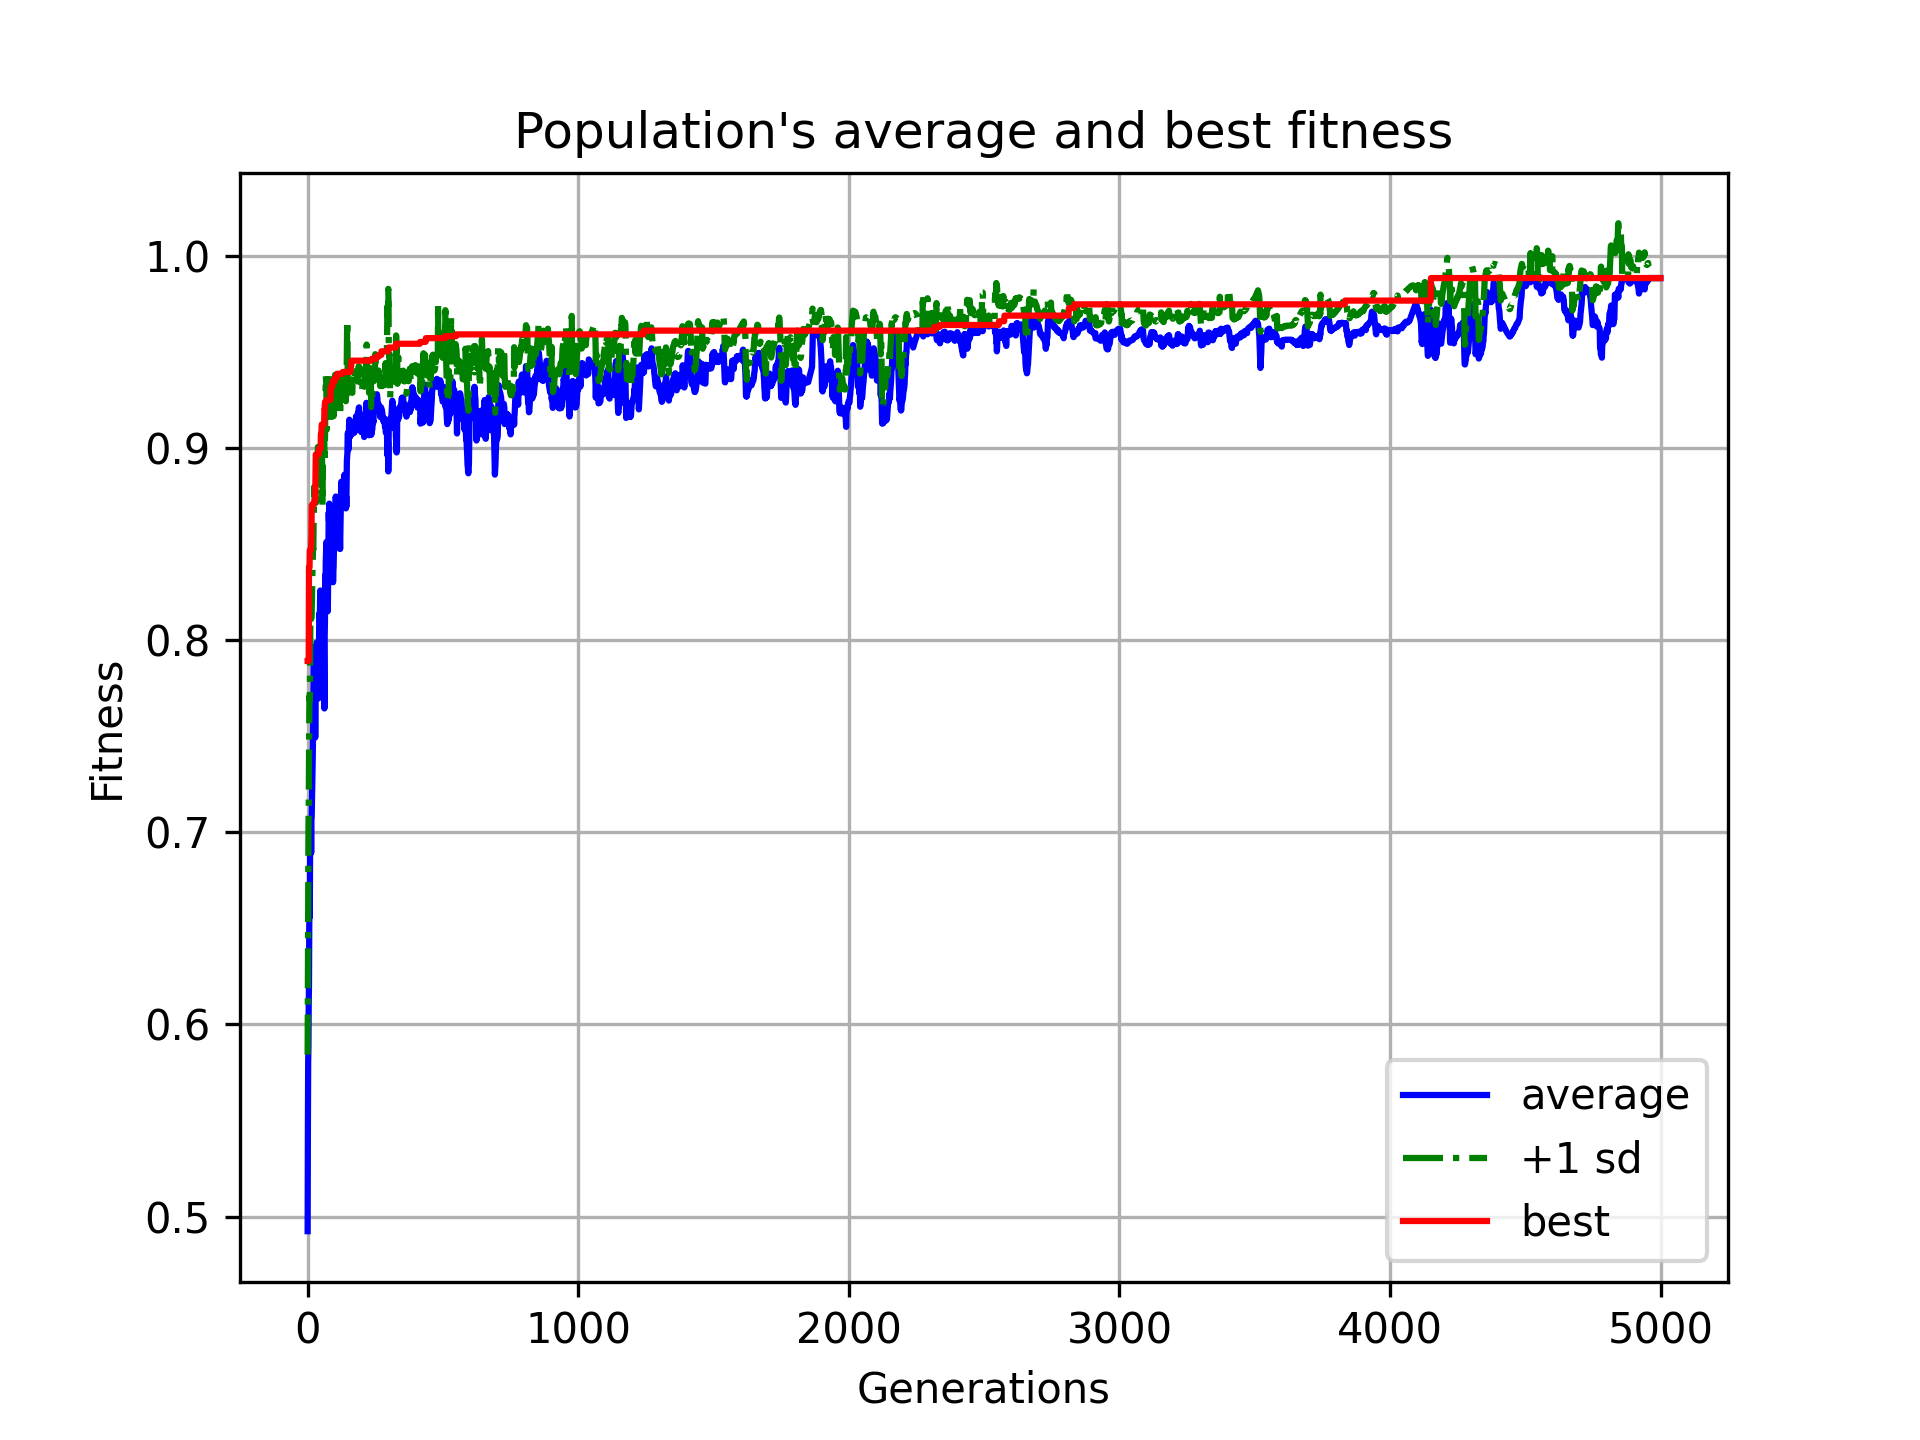 Population's average and best fitness
1.0
0.9
0.8
0.7
0.6
0.5
Fitness
0 1000 2000 3000 4000 5000
Generations
average
+1 sd
best